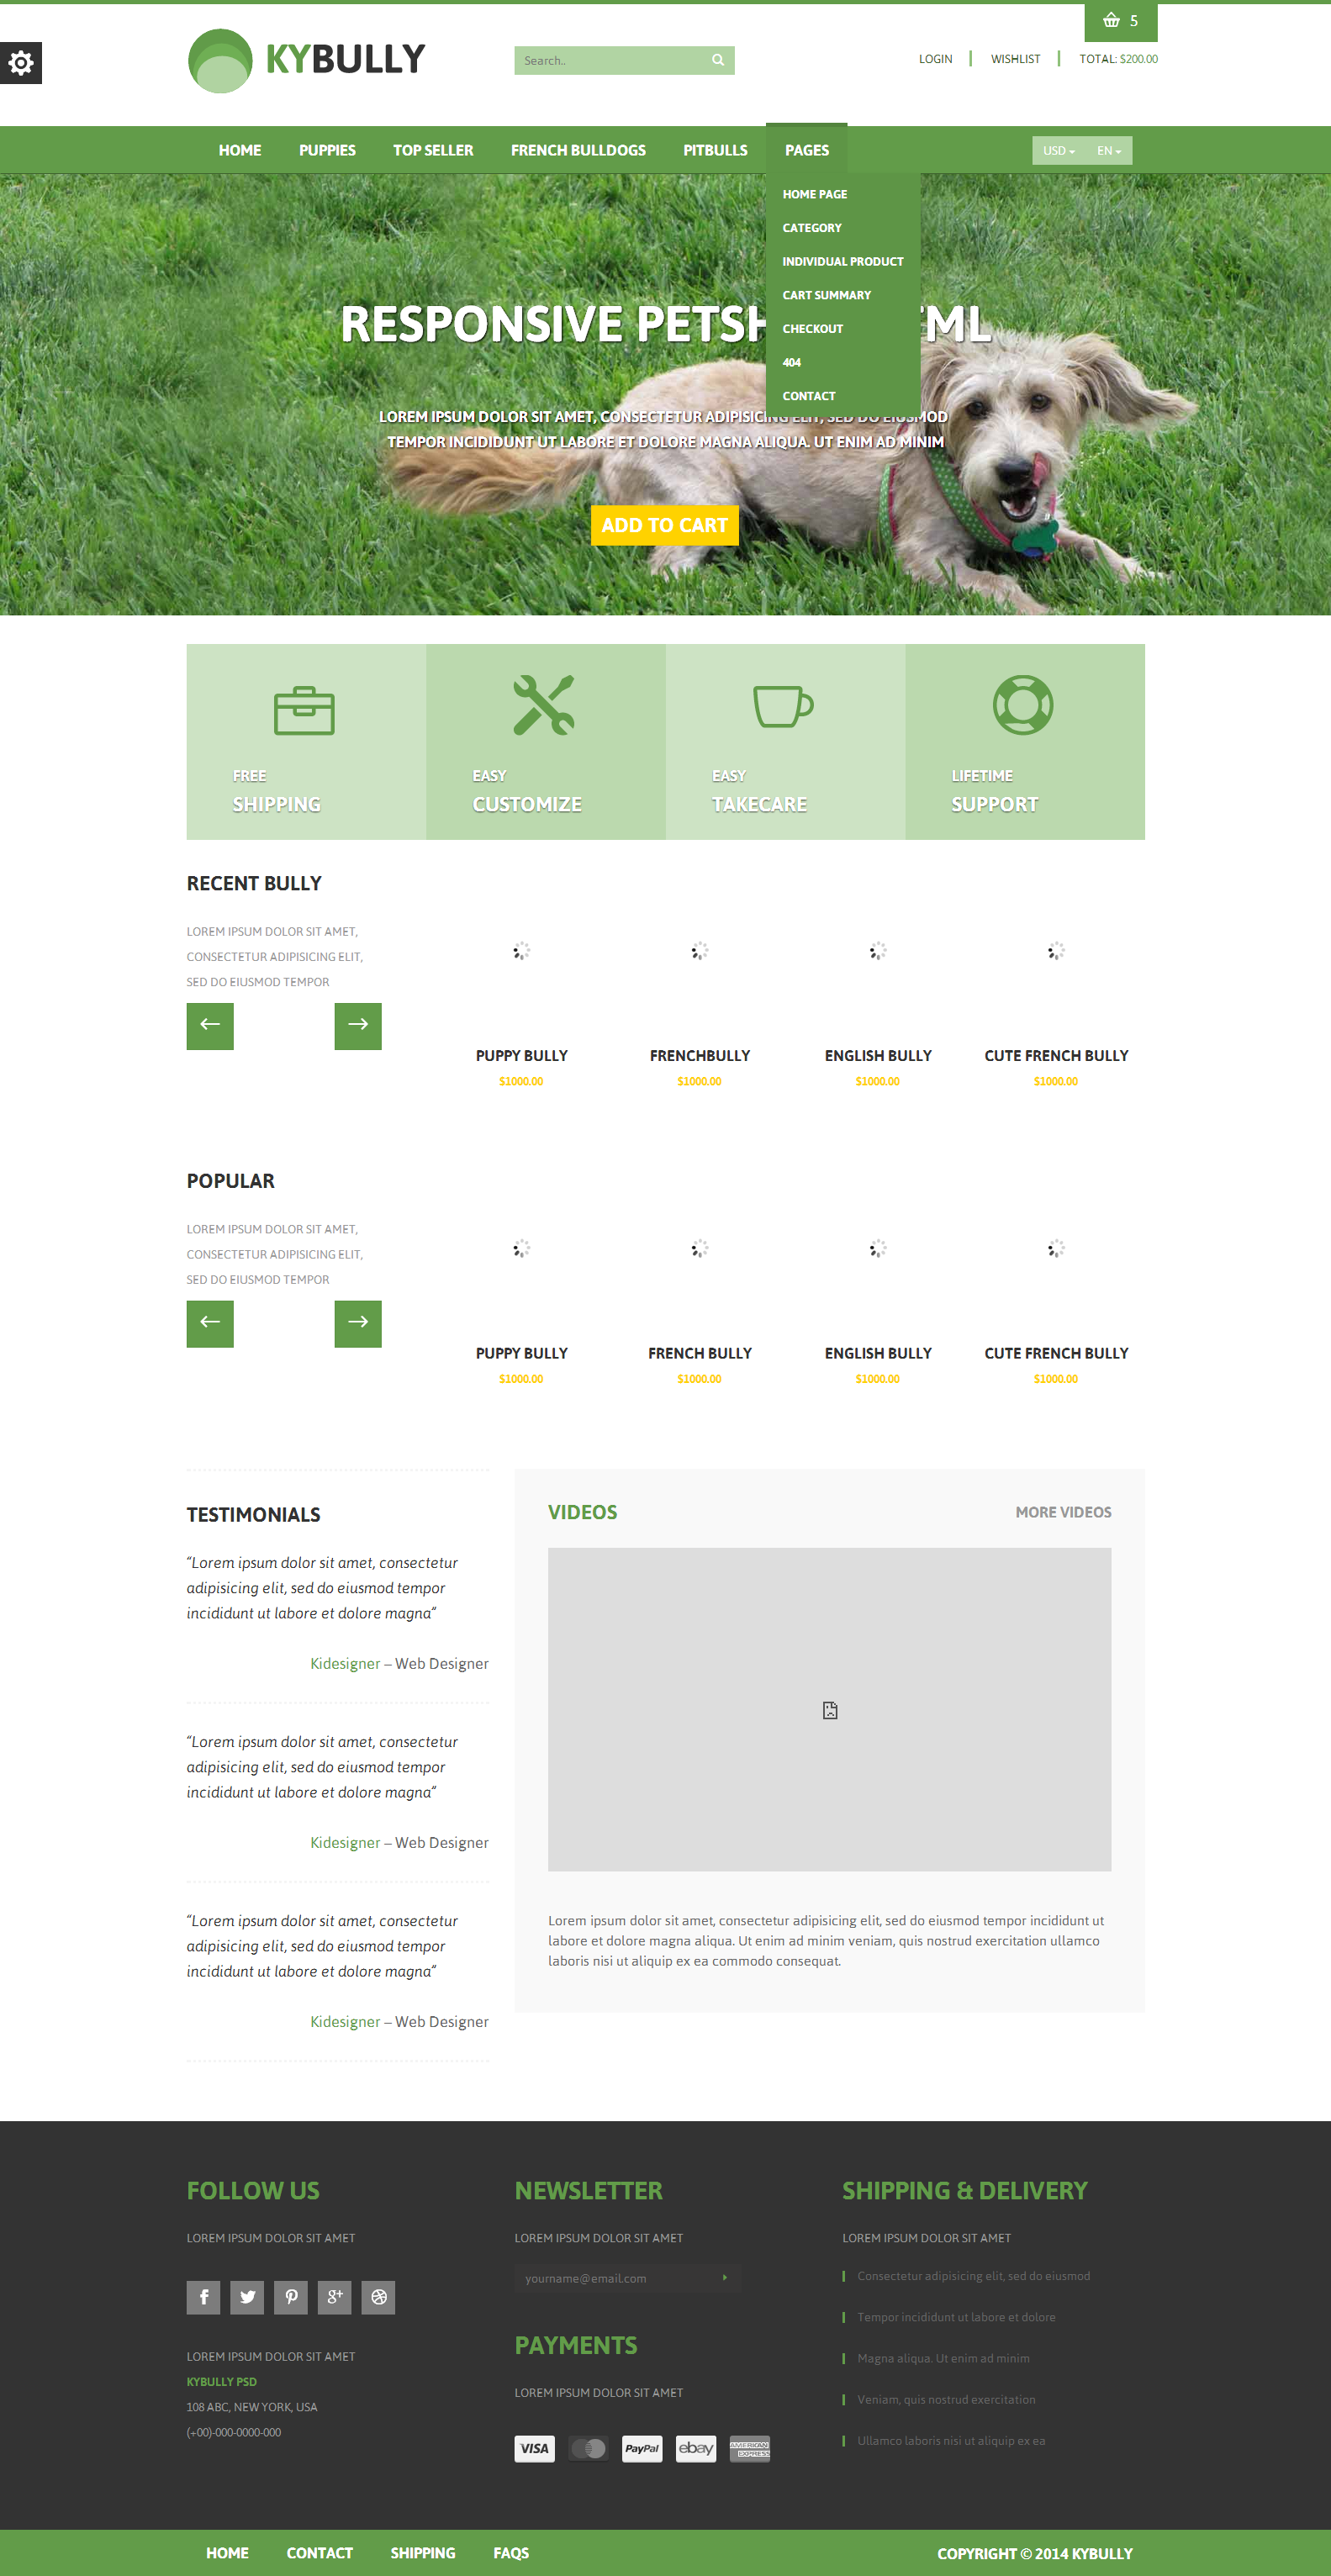 5
KYBULLY
Search..
LOGIN
WISHLIST
TOTAL: $200.00
HOME
PUPPIES
TOP SELLER
FRENCH BULLDOGS
PITBULLS
PAGES
USD
EN
HOME PAGE
CATEGORY
INDIVIDUAL PRODUCT
CART SUMMARY
CHECKOUT
404
CONTACT
RESPONSIVE
LOREM IPSUM DOLOR SIT AMET, CONSECTETUR ADIPISICING ELIT, SED DO EIUSMOD
TEMPOR INCIDIDUNT UT LABORE ET DOLORE MAGNA ALIQUA. UT ENIM AD MINIM
ADD TO CART
FREE
SHIPPING
EASY
CUSTOMIZE
EASY
TAKECARE
LIFETIME
SUPPORT
RECENT BULLY
LOREM IPSUM DOLOR SIT AMET,
CONSECTETUR ADIPISICING ELIT,
SED DO EIUSMOD TEMPOR
PUPPY BULLY
$1000.00
FRENCHBULLY
$1000.00
ENGLISH BULLY
$1000.00
CUTE FRENCH BULLY
$1000.00
POPULAR
LOREM IPSUM DOLOR SIT AMET,
CONSECTETUR ADIPISICING ELIT,
SED DO EIUSMOD TEMPOR
PUPPY BULLY
$1000.00
FRENCH BULLY
$1000.00
ENGLISH BULLY
$1000.00
CUTE FRENCH BULLY
$1000.00
TESTIMONIALS
“Lorem ipsum dolor sit amet, consectetur
adipisicing elit, sed do eiusmod tempor
incididunt ut labore et dolore magna”
Kidesigner – Web Designer
“Lorem ipsum dolor sit amet, consectetur
adipisicing elit, sed do eiusmod tempor
incididunt ut labore et dolore magna”
Kidesigner – Web Designer
“Lorem ipsum dolor sit amet, consectetur
adipisicing elit, sed do eiusmod tempor
incididunt ut labore et dolore magna”
Kidesigner – Web Designer
VIDEOS
MORE VIDEOS
Lorem ipsum dolor sit amet, consectetur adipisicing elit, sed do eiusmod tempor incididunt ut
labore et dolore magna aliqua. Ut enim ad minim veniam, quis nostrud exercitation ullamco
laboris nisi ut aliquip ex ea commodo consequat.
FOLLOW US
LOREM IPSUM DOLOR SIT AMET
LOREM IPSUM DOLOR SIT AMET
KYBULLY PSD
108 ABC, NEW YORK, USA
(+00)-000-0000-000
NEWSLETTER
LOREM IPSUM DOLOR SIT AMET
yourname@email.com
PAYMENTS
LOREM IPSUM DOLOR SIT AMET
VISA
PayPal
ebay
AMERICAN EXPRESS
SHIPPING & DELIVERY
LOREM IPSUM DOLOR SIT AMET
Consectetur adipisicing elit, sed do eiusmod
Tempor incididunt ut labore et dolore
Magna aliqua. Ut enim ad minim
Veniam, quis nostrud exercitation
Ullamco laboris nisi ut aliquip ex ea
HOME
CONTACT
SHIPPING
FAQS
COPYRIGHT © 2014 KYBULLY